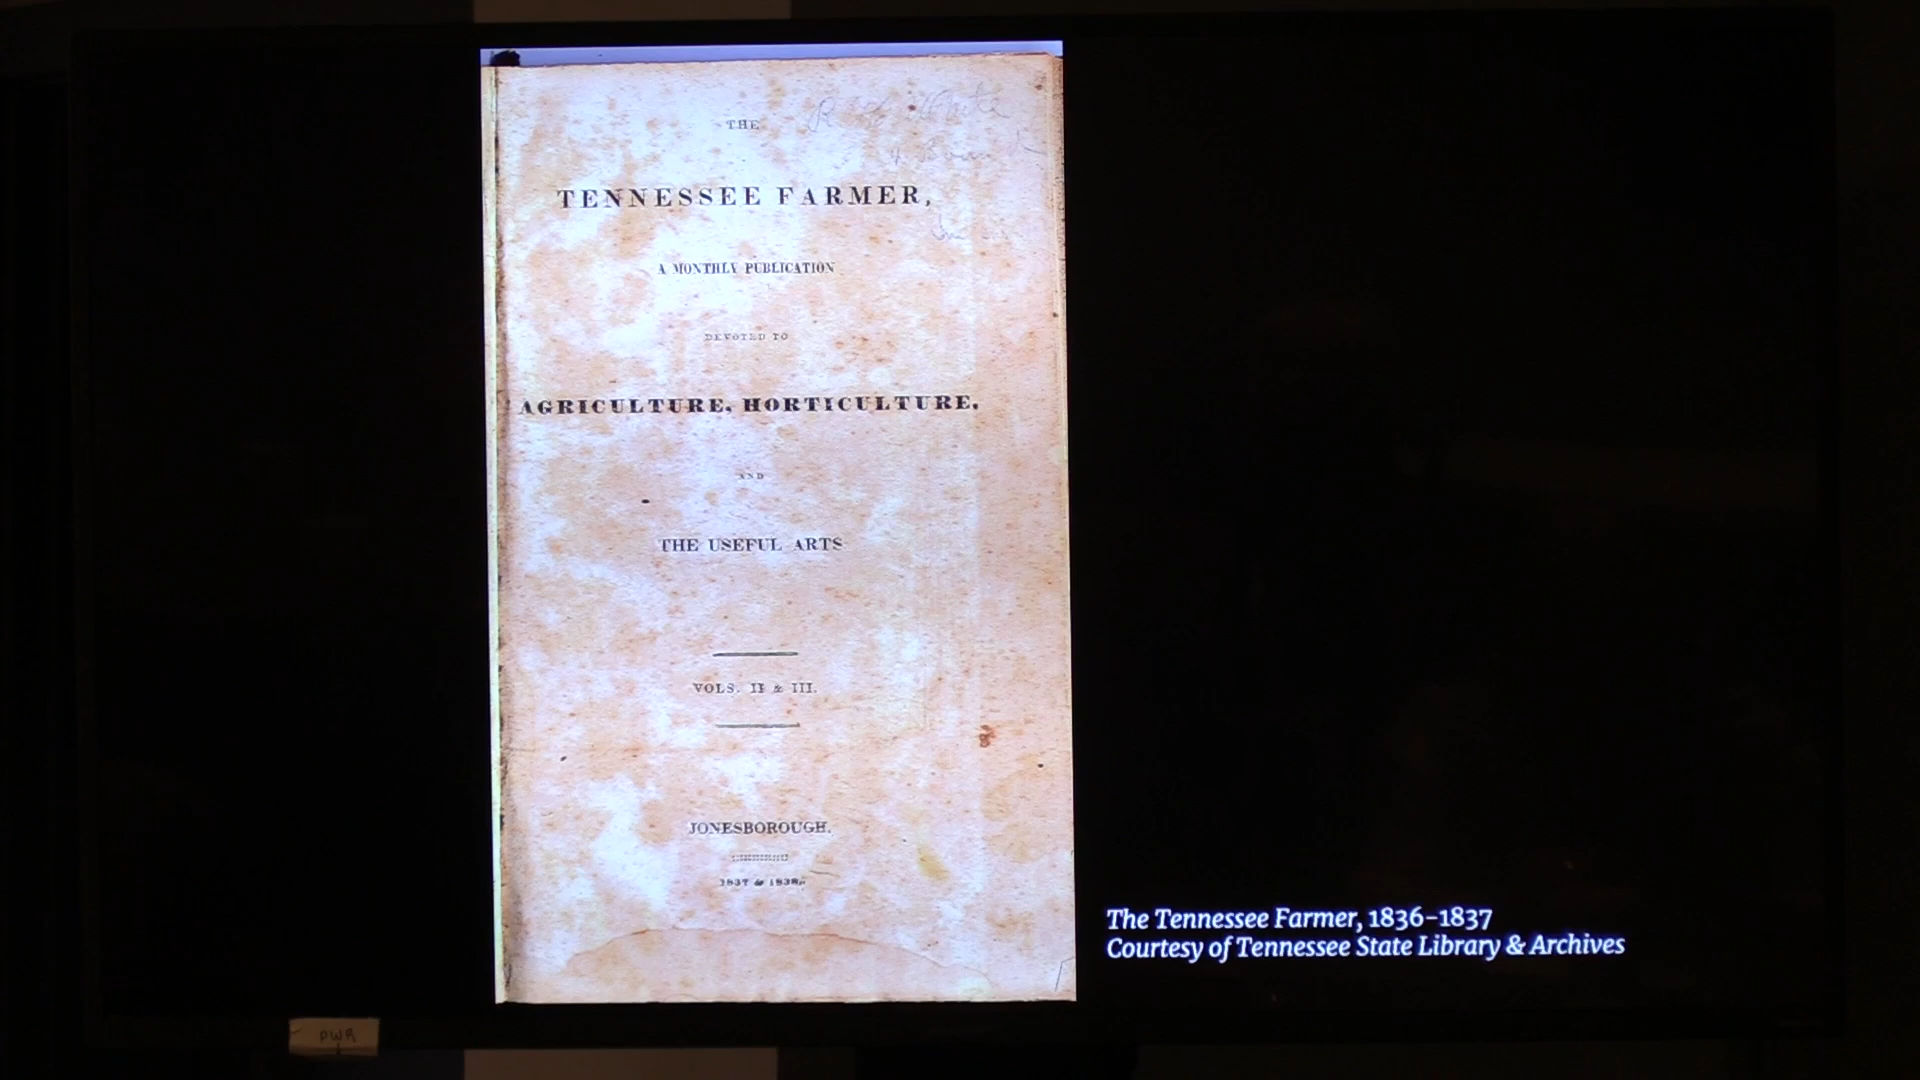 THE
TENNESSEE FARMER,
A MONTHLY PUBLICATION
DEVOTED TO
AGRICULTURE, HORTICULTURE,
AND
THE USEFUL ARTS
VOLS. II & III.
JONESBOROUGH.
1837 & 1838.
The Tennessee Farmer, 1836-1837
Courtesy of Tennessee State Library & Archives
PWR